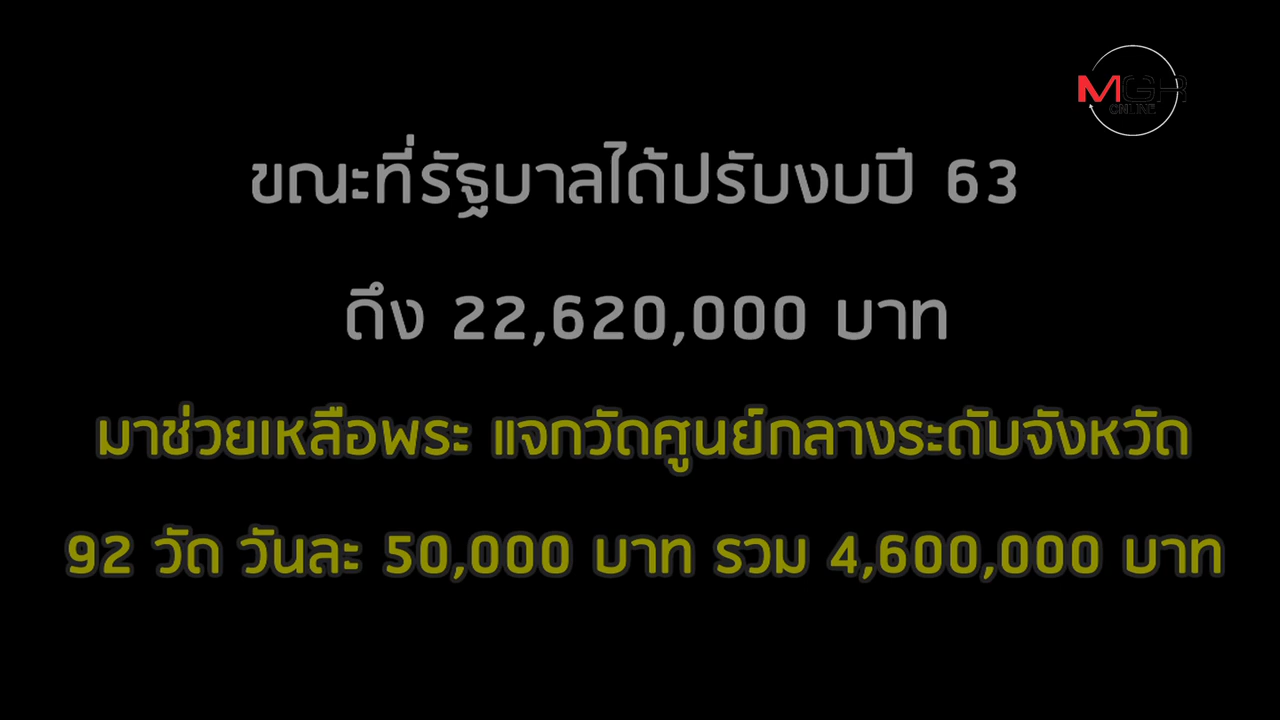 MGR
ONLINE
ขณะที่รัฐบาลได้ปรับงบปี 63
ถึง 22,620,000 บาท
มาช่วยเหลือพระ แจกวัดศูนย์กลางระดับจังหวัด
92 วัด วันละ 50,000 บาท รวม 4,600,000 บาท